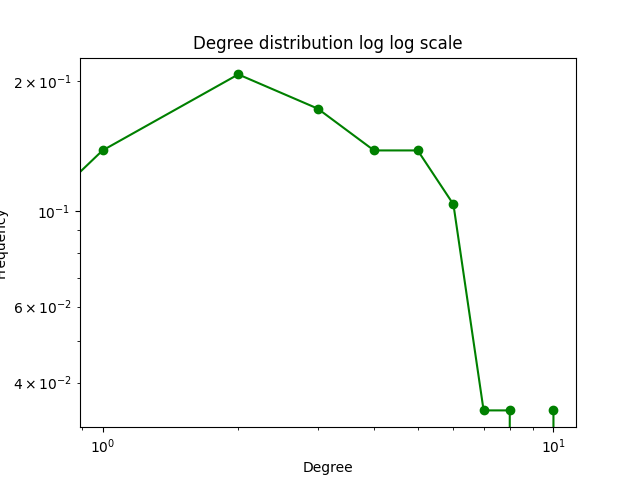 Degree distribution log log scale
2 × 10⁻¹
10⁻¹
6 × 10⁻²
4 × 10⁻²
10⁰
10¹
Degree